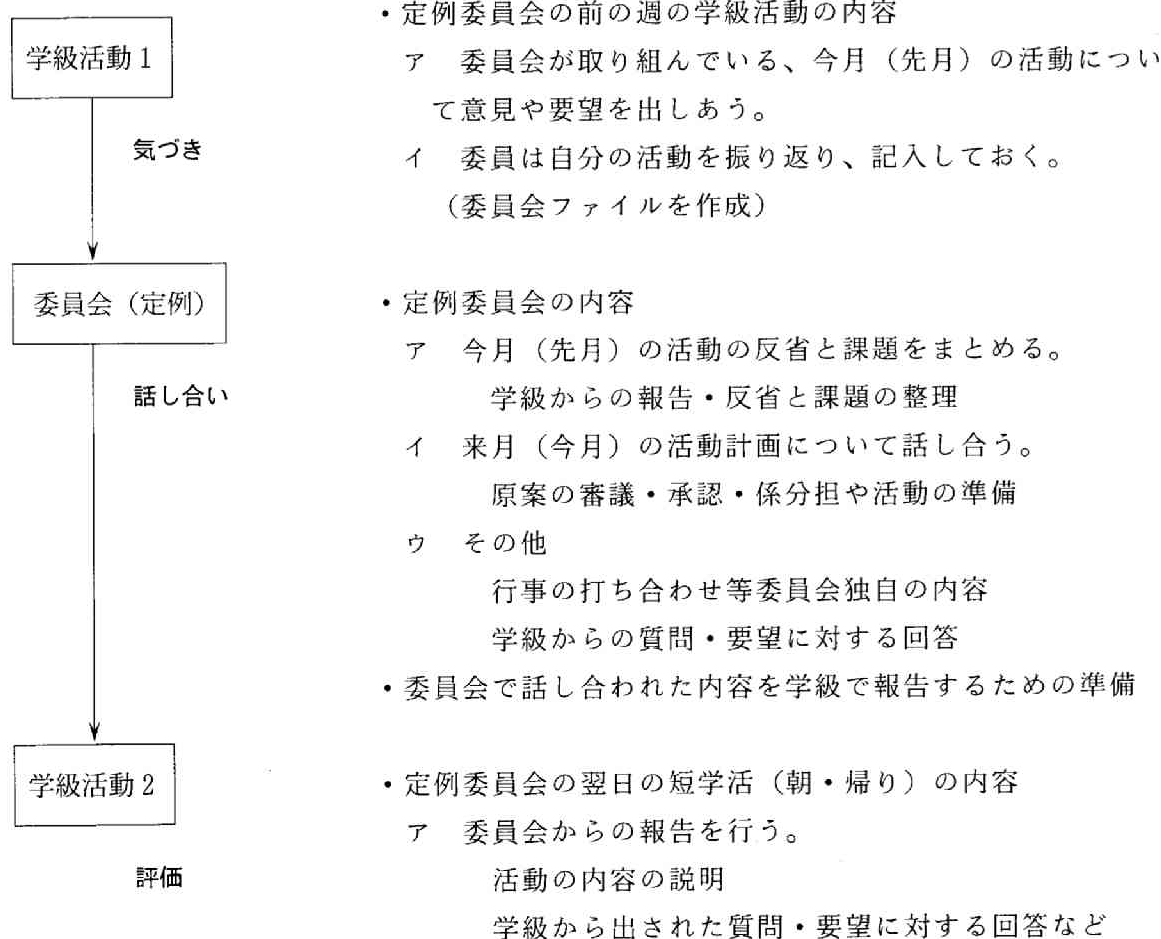 ・定例委員会の前の週の学級活動の内容
学級活動1
ア 委員会が取り組んでいる、今月（先月）の活動につい
て意見や要望を出しあう。
気づき
イ 委員は自分の活動を振り返り、記入しておく。
（委員会ファイルを作成）
委員会（定例）
・定例委員会の内容
ア 今月（先月）の活動の反省と課題をまとめる。
話し合い
学級からの報告・反省と課題の整理
イ 来月（今月）の活動計画について話し合う。
原案の審議・承認・係分担や活動の準備
ウ その他
行事の打ち合わせ等委員会独自の内容
学級からの質問・要望に対する回答
・委員会で話し合われた内容を学級で報告するための準備
学級活動2
・定例委員会の翌日の短学活（朝・帰り）の内容
ア 委員会からの報告を行う。
評価
活動の内容の説明
学級から出された質問・要望に対する回答など